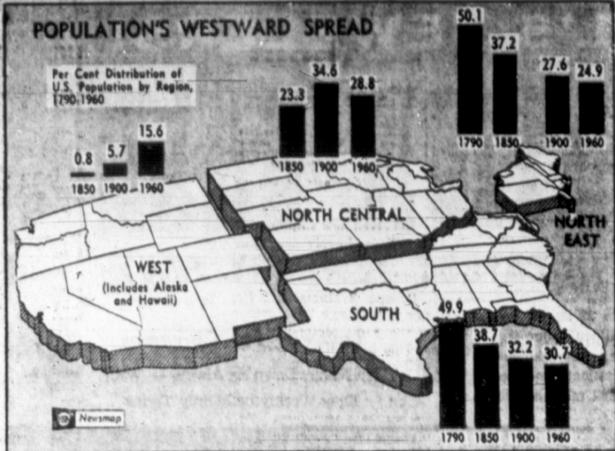 POPULATION'S WESTWARD SPREAD
Per Cent Distribution of
U.S. Population by Region,
1790-1960
0.8
5.7
15.6
1850
1900
1960
23.3
34.6
28.8
1850
1900
1960
50.1
37.2
27.6
24.9
1790
1850
1900
1960
NORTH CENTRAL
NORTH
EAST
WEST
(Includes Alaska
and Hawaii)
SOUTH
49.9
38.7
32.2
30.7
1790
1850
1900
1960
Newsmap